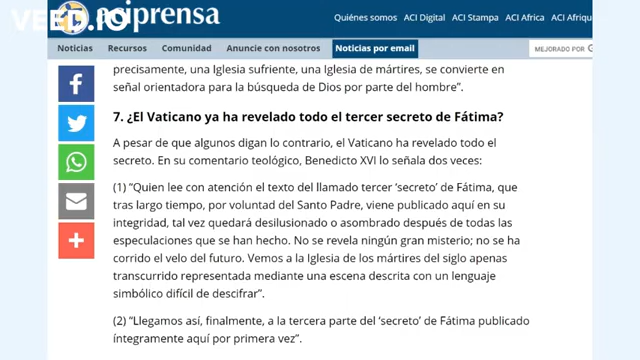 VEED.IO
aciprensa
Quiénes somos ACI Digital ACI Stampa ACI Africa ACI Afriqu
Noticias Recursos Comunidad Anuncie con nosotros Noticias por email
MEJORADO POR G
precisamente, una Iglesia sufriente, una Iglesia de mártires, se convierte en
señal orientadora para la búsqueda de Dios por parte del hombre”.
7. ¿El Vaticano ya ha revelado todo el tercer secreto de Fátima?
A pesar de que algunos digan lo contrario, el Vaticano ha revelado todo el
secreto. En su comentario teológico, Benedicto XVI lo señala dos veces:
(1) “Quien lee con atención el texto del llamado tercer ‘secreto’ de Fátima, que
tras largo tiempo, por voluntad del Santo Padre, viene publicado aquí en su
integridad, tal vez quedará desilusionado o asombrado después de todas las
especulaciones que se han hecho. No se revela ningún gran misterio; no se ha
corrido el velo del futuro. Vemos a la Iglesia de los mártires del siglo apenas
transcurrido representada mediante una escena descrita con un lenguaje
simbólico difícil de descifrar”.
(2) “Llegamos así, finalmente, a la tercera parte del ‘secreto’ de Fátima publicado
íntegramente aquí por primera vez”.